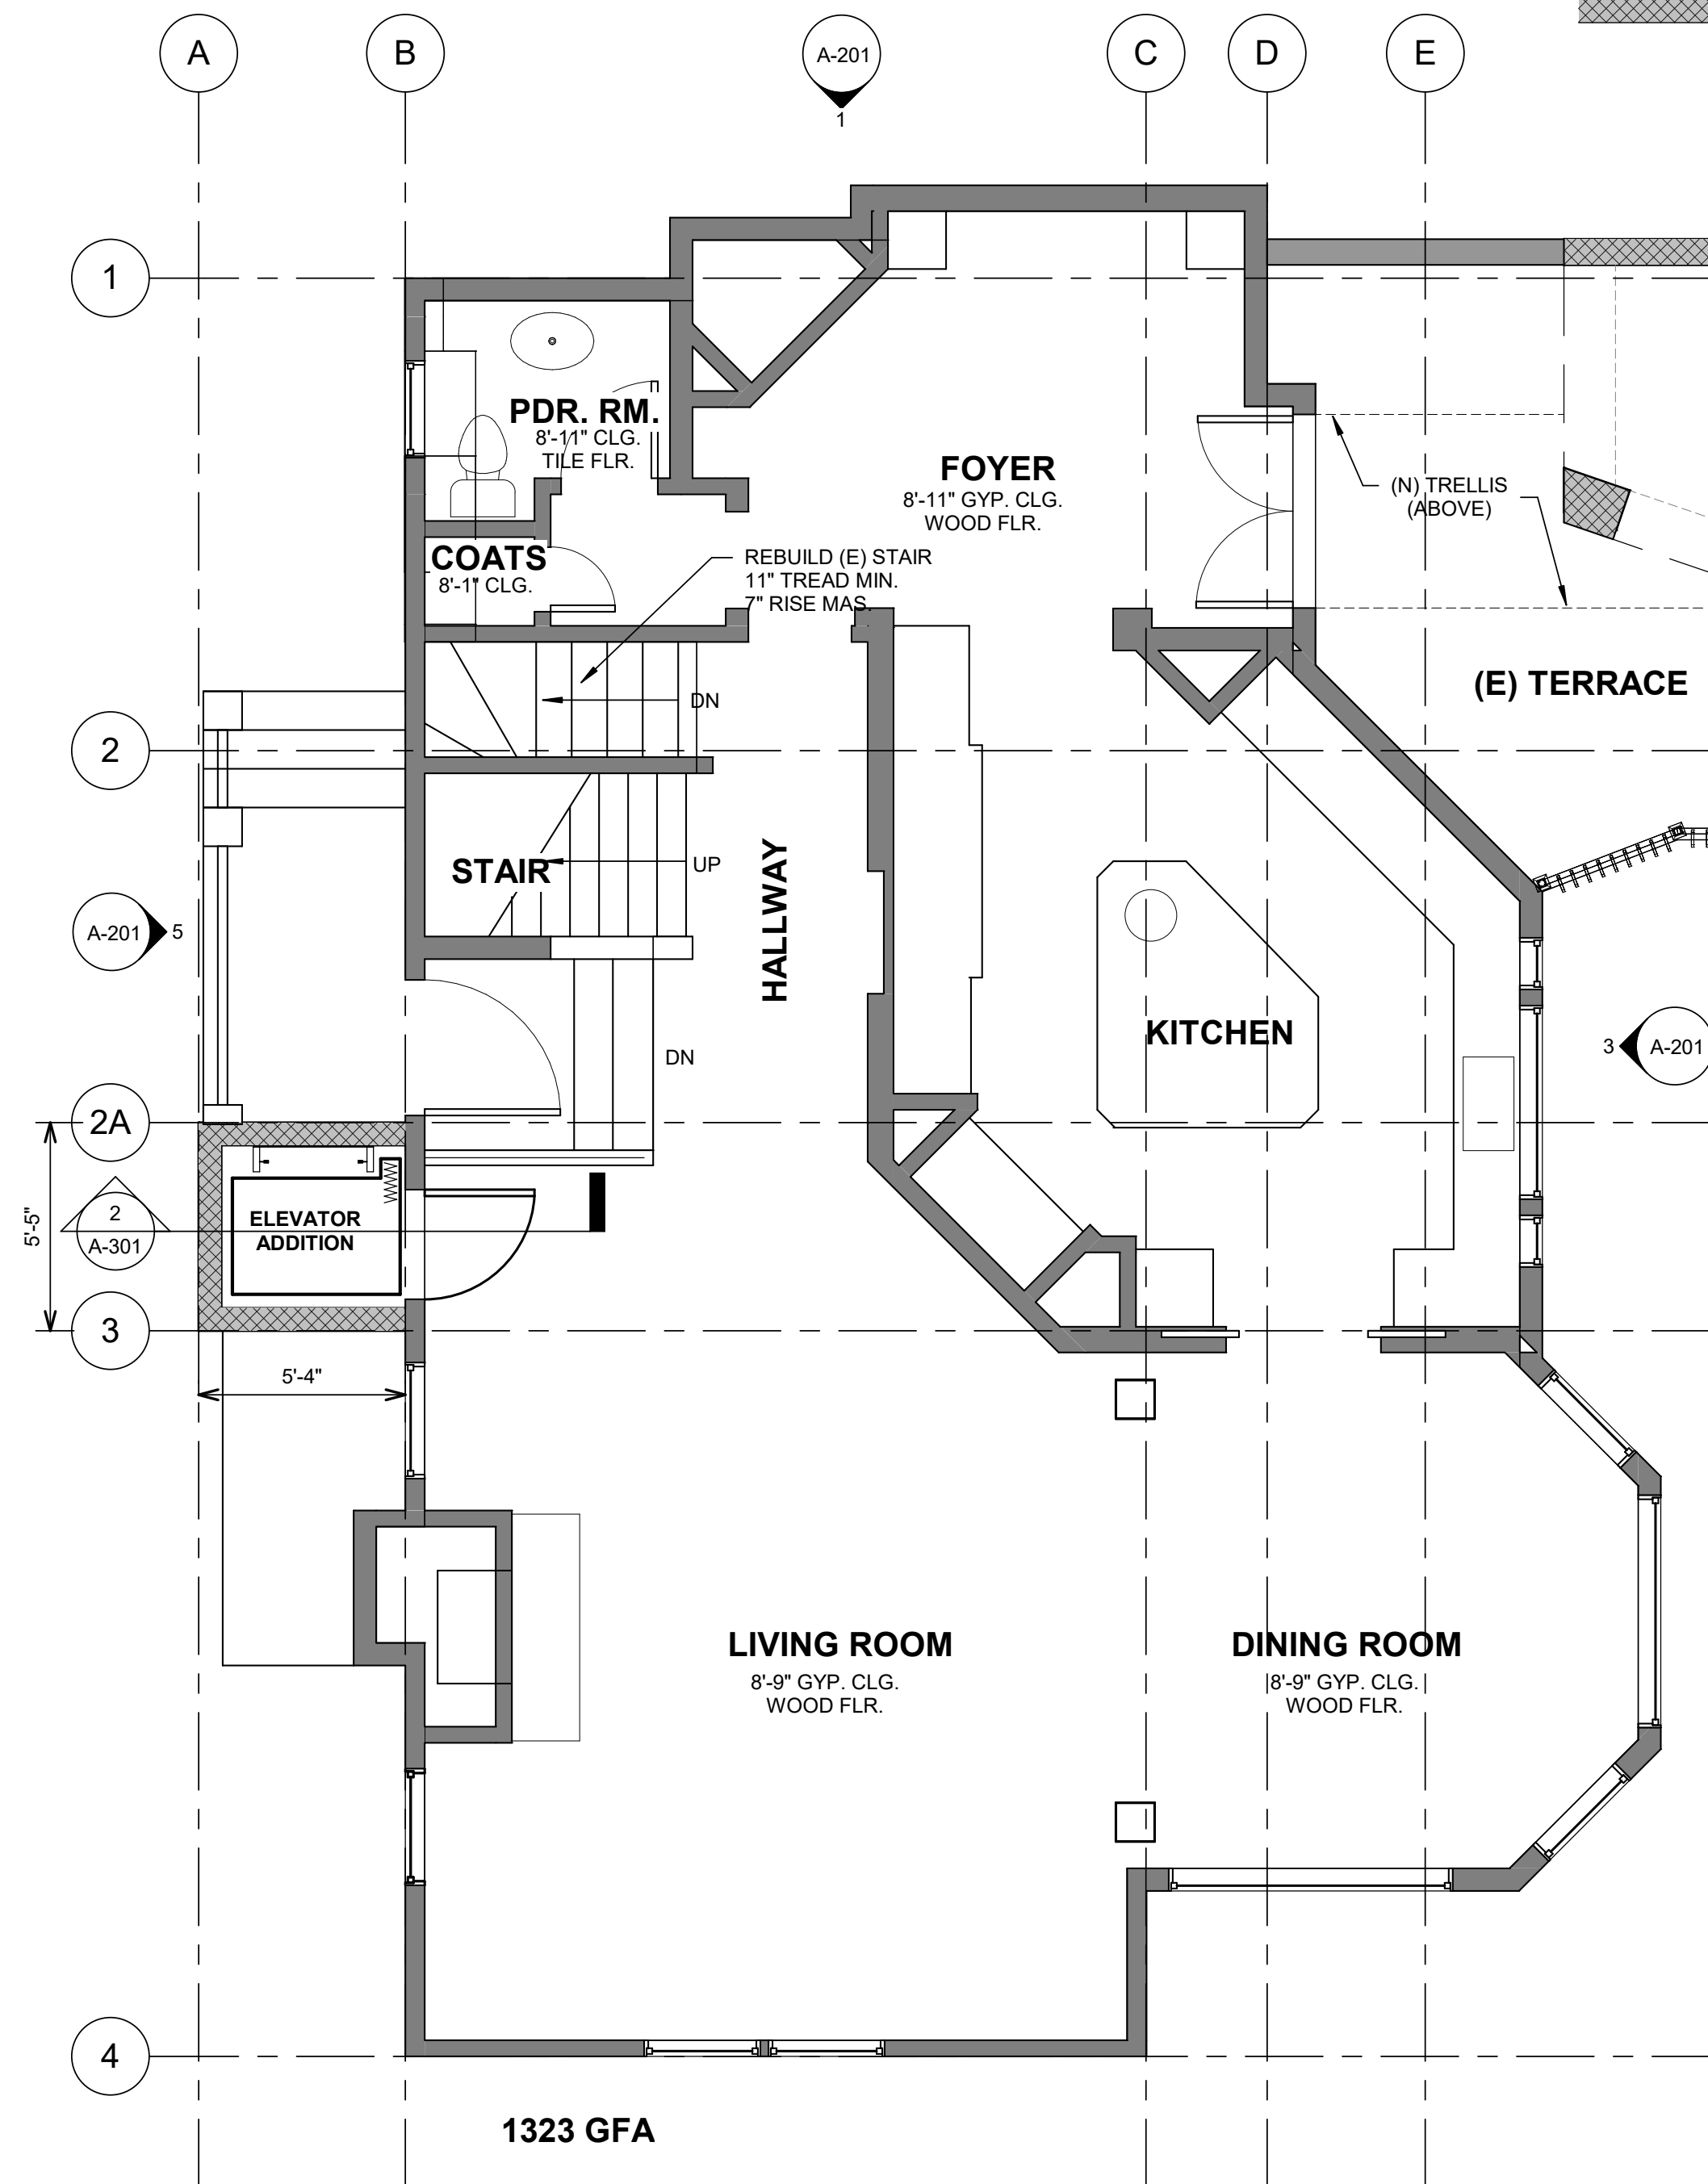 A
B
A-201
1
C
D
E
1
PDR. RM.
8'-11" CLG.
TILE FLR.
FOYER
8'-11" GYP. CLG.
WOOD FLR.
(N) TRELLIS
(ABOVE)
COATS
8'-1" CLG.
REBUILD (E) STAIR
11" TREAD MIN.
7" RISE MAS.
DN
(E) TERRACE
2
STAIR
UP
HALLWAY
A-201
5
KITCHEN
DN
3
A-201
2A
5'-5"
2
A-301
ELEVATOR
ADDITION
3
5'-4"
LIVING ROOM
8'-9" GYP. CLG.
WOOD FLR.
DINING ROOM
8'-9" GYP. CLG.
WOOD FLR.
4
1323 GFA